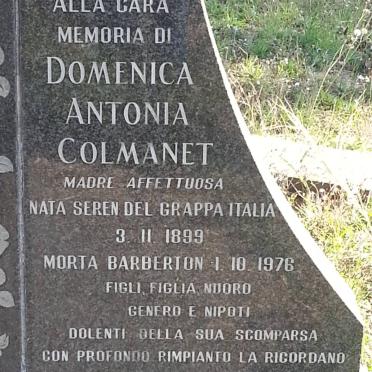 ALLA CARA
MEMORIA DI
DOMENICA
ANTONIA
COLMANET
MADRE AFFETTUOSA
NATA SEREN DEL GRAPPA ITALIA
3. 11. 1899
MORTA BARBERTON 1. 10. 1976
FIGLI, FIGLIA, NUORO
GENERO E NIPOTI
DOLENTI DELLA SUA SCOMPARSA
CON PROFONDO RIMPIANTO LA RICORDANO